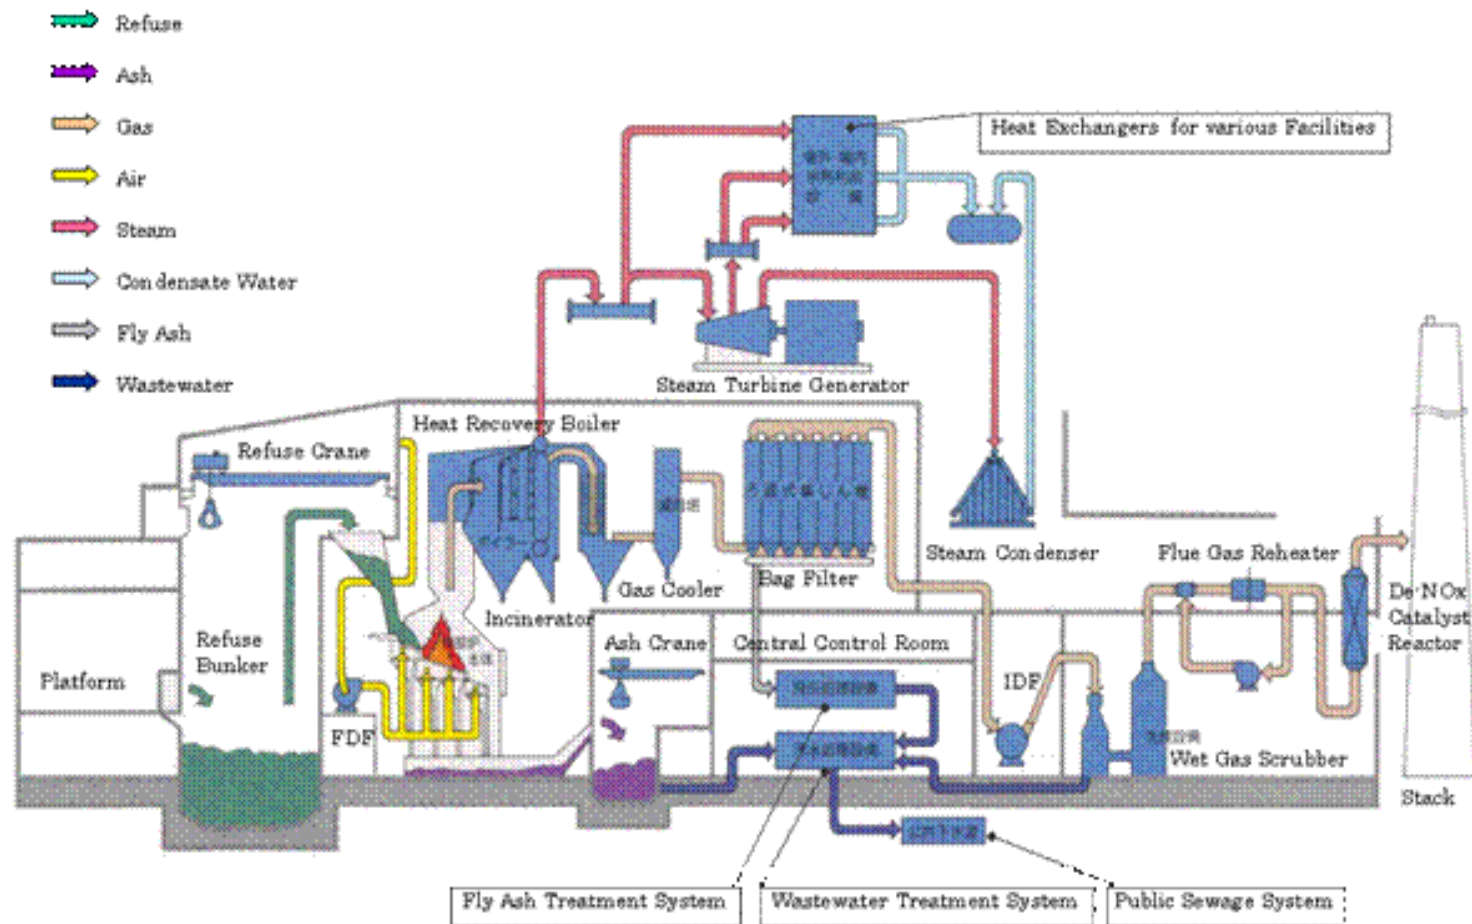 Refuse
Ash
Gas
Air
Steam
Condensate Water
Fly Ash
Wastewater
Heat Exchangers for various Facilities
Steam Turbine Generator
Heat Recovery Boiler
Refuse Crane
Steam Condenser
Flue Gas Reheater
Bag Filter
Gas Cooler
De-NOx
Catalyst
Reactor
Incinerator
Refuse
Bunker
Ash Crane
Central Control Room
Platform
IDF
FDF
Wet Gas Scrubber
Stack
Fly Ash Treatment System
Wastewater Treatment System
Public Sewage System